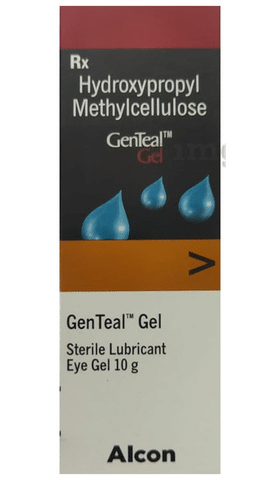 Rx
Hydroxypropyl
Methylcellulose
GenTeal™
Gel
GenTeal™ Gel
Sterile Lubricant
Eye Gel 10 g
Alcon